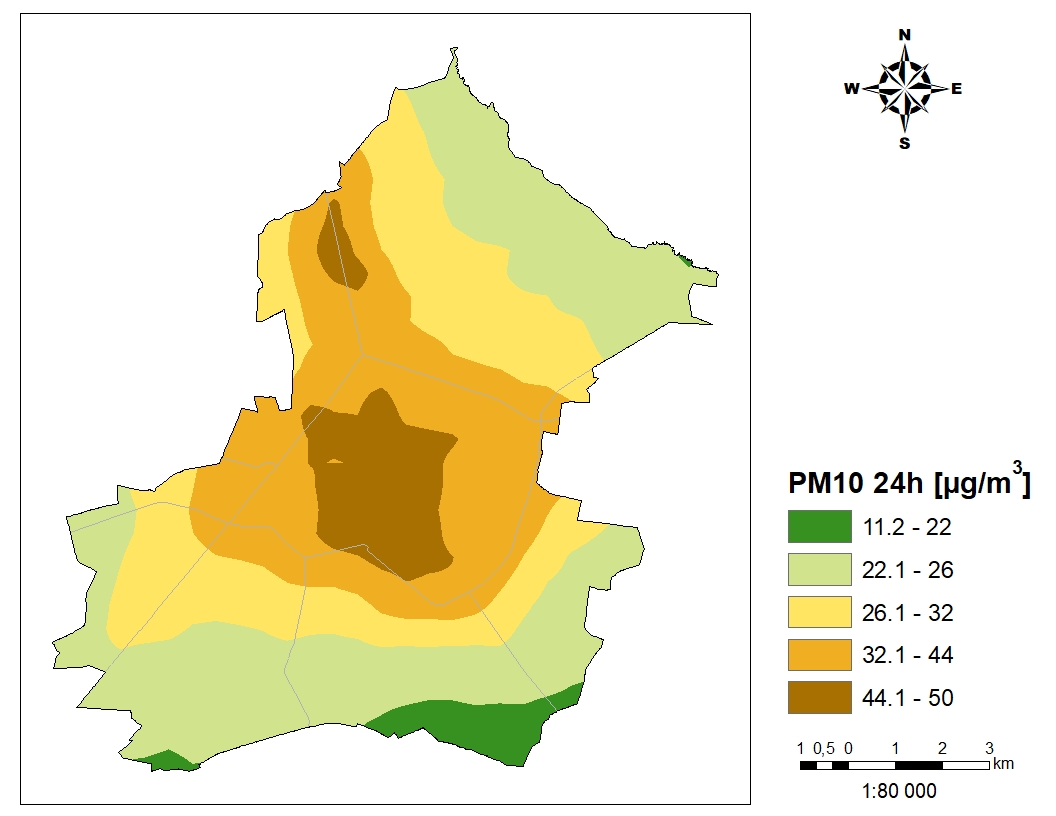 N
W E
S
PM10 24h [µg/m³]
11.2 - 22
22.1 - 26
26.1 - 32
32.1 - 44
44.1 - 50
1 0,5 0 1 2 3
km
1:80 000